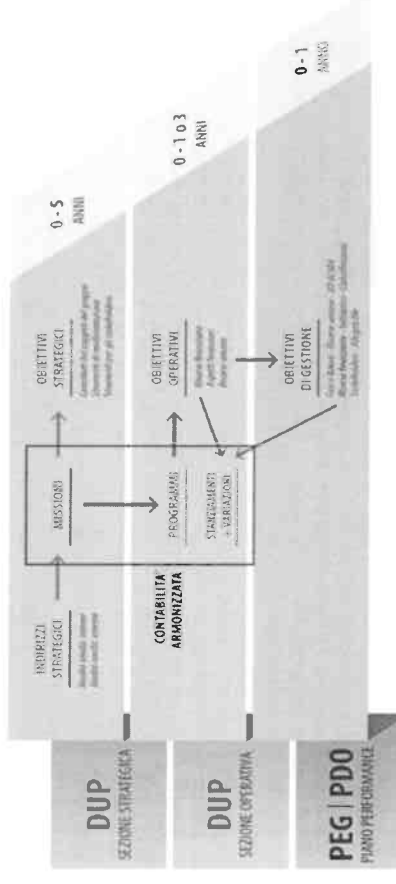 DUP
SEZIONE STRATEGICA
INDIRIZZI
STRATEGICI
MISSIONI
OBIETTIVI
STRATEGICI
0 - 5
ANNI
DUP
SEZIONE OPERATIVA
CONTABILITA'
ARMONIZZATA
PROGRAMMI
STANZIAMENTI
+ VARIAZIONI
OBIETTIVI
OPERATIVI
0 - 1 o 3
ANNI
PEG | PDO
PIANO PERFORMANCE
OBIETTIVI
DI GESTIONE
0 - 1
ANNO